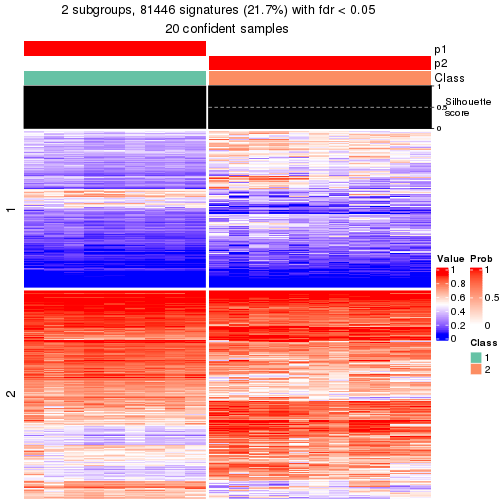 2 subgroups, 81446 signatures (21.7%) with fdr < 0.05
20 confident samples
p1
p2
Class
1
0.5
0
Silhouette
score
1
2
Value
1
0.8
0.6
0.4
0.2
0
Prob
1
0.5
0
Class
1
2